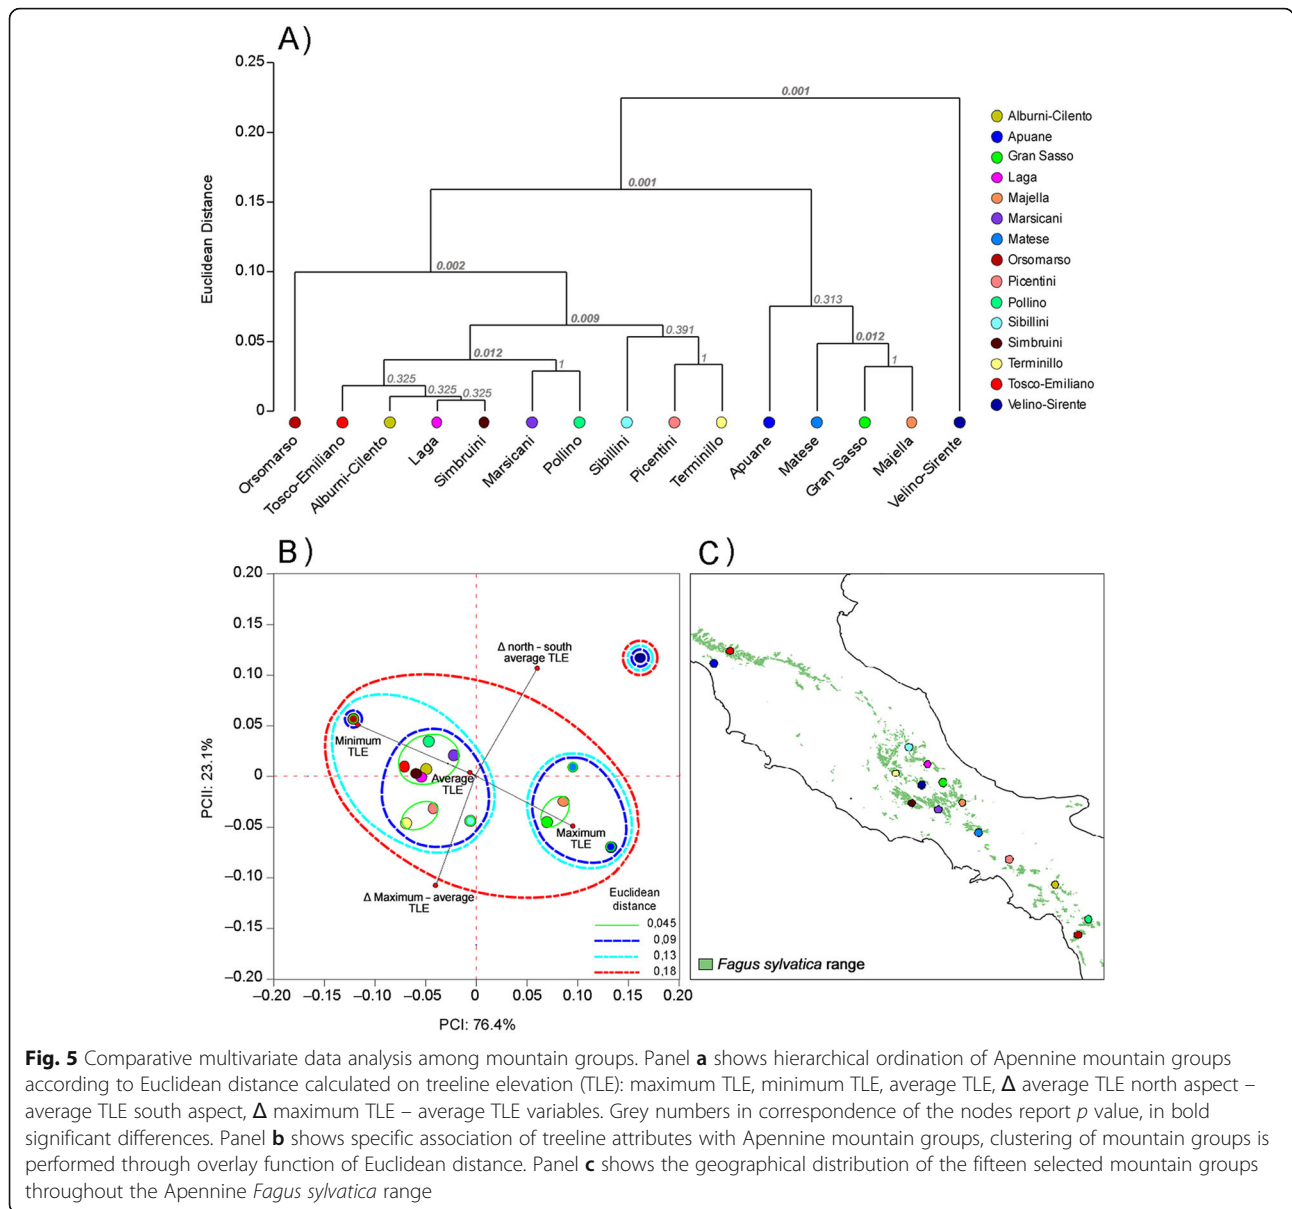 A)
Euclidean Distance
0.25
0.20
0.15
0.10
0.05
0
0.001
0.001
0.002
0.313
0.009
0.391
0.012
0.012
1
1
1
0.325
0.325
0.325
Orsomarso
Tosco-Emiliano
Alburni-Cilento
Laga
Simbruini
Marsicani
Pollino
Sibillini
Picentini
Terminillo
Apuane
Matese
Gran Sasso
Majella
Velino-Sirente
Alburni-Cilento
Apuane
Gran Sasso
Laga
Majella
Marsicani
Matese
Orsomarso
Picentini
Pollino
Sibillini
Simbruini
Terminillo
Tosco-Emiliano
Velino-Sirente
B)
PCII: 23.1%
0.20
0.15
0.10
0.05
0
–0.05
–0.10
–0.15
–0.20
Δ north – south
average TLE
Minimum
TLE
Average
TLE
Maximum
TLE
Δ Maximum – average
TLE
Euclidean
distance
0,045
0,09
0,13
0,18
–0.20
–0.15
–0.10
–0.05
0
0.05
0.10
0.15
0.20
PCI: 76.4%
C)
Fagus sylvatica range
Fig. 5 Comparative multivariate data analysis among mountain groups. Panel a shows hierarchical ordination of Apennine mountain groups
according to Euclidean distance calculated on treeline elevation (TLE): maximum TLE, minimum TLE, average TLE, Δ average TLE north aspect –
average TLE south aspect, Δ maximum TLE – average TLE variables. Grey numbers in correspondence of the nodes report p value, in bold
significant differences. Panel b shows specific association of treeline attributes with Apennine mountain groups, clustering of mountain groups is
performed through overlay function of Euclidean distance. Panel c shows the geographical distribution of the fifteen selected mountain groups
throughout the Apennine Fagus sylvatica range